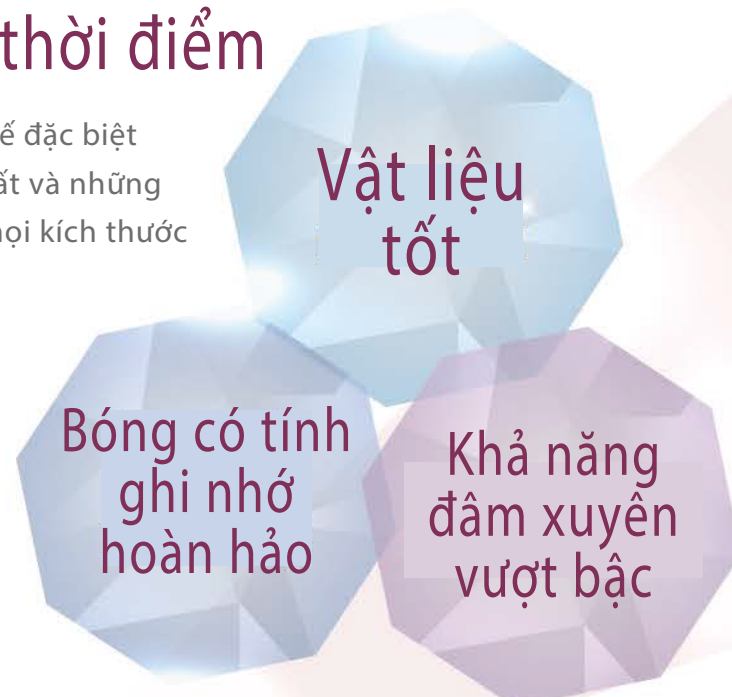 thời điểm
ế đặc biệt
ất và những
ọi kích thước
Vật liệu
tốt
Bóng có tính
ghi nhớ
hoàn hảo
Khả năng
đâm xuyên
vượt bậc